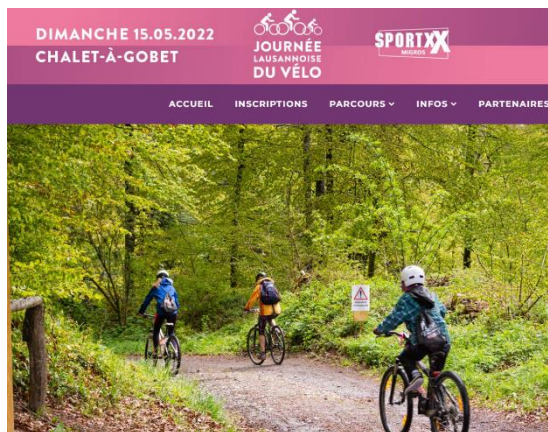 DIMANCHE 15.05.2022
CHALET-À-GOBET
JOURNÉE
LAUSANNOISE
DU VÉLO
SPORTXX
MIGROS
ACCUEIL INSCRIPTIONS PARCOURS INFOS PARTENAIRES